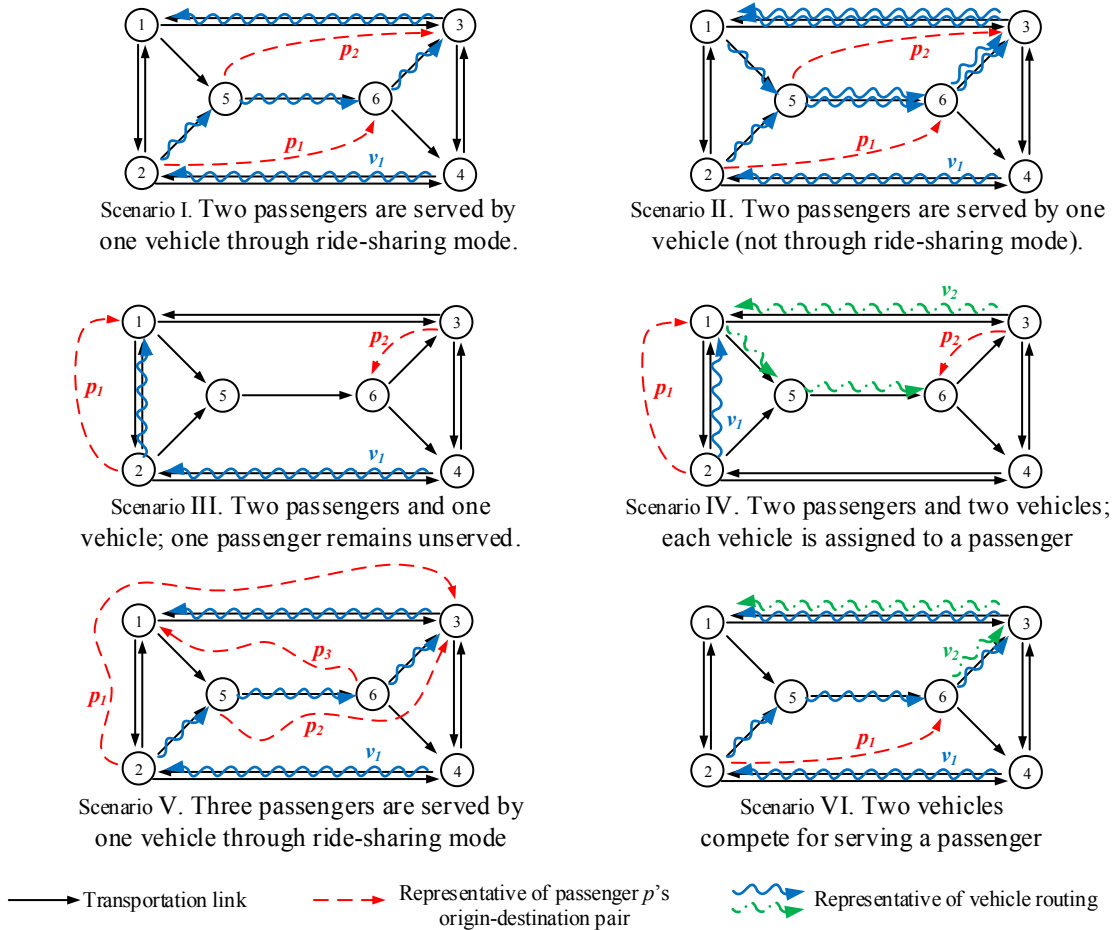 1
3
p₂
5
6
p₁
v₁
2
4
Scenario I. Two passengers are served by
one vehicle through ride-sharing mode.
1
3
p₂
5
6
p₁
v₁
2
4
Scenario II. Two passengers are served by one
vehicle (not through ride-sharing mode).
1
3
p₂
p₁
5
6
v₁
2
4
Scenario III. Two passengers and one
vehicle; one passenger remains unserved.
v₂
1
3
p₂
p₁
5
6
v₁
2
4
Scenario IV. Two passengers and two vehicles;
each vehicle is assigned to a passenger
1
3
p₃
p₁
5
6
p₂
v₁
2
4
Scenario V. Three passengers are served by
one vehicle through ride-sharing mode
1
3
v₂
5
6
p₁
v₁
2
4
Scenario VI. Two vehicles
compete for serving a passenger
Transportation link
Representative of passenger p's
origin-destination pair
Representative of vehicle routing